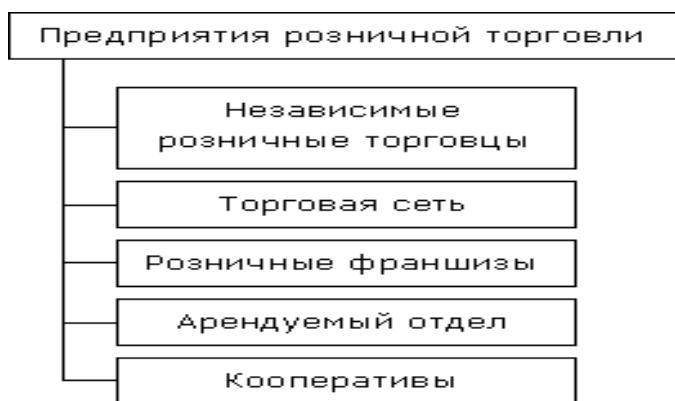 Предприятия розничной торговли
Независимые
розничные торговцы
Торговая сеть
Розничные франшизы
Арендуемый отдел
Кооперативы